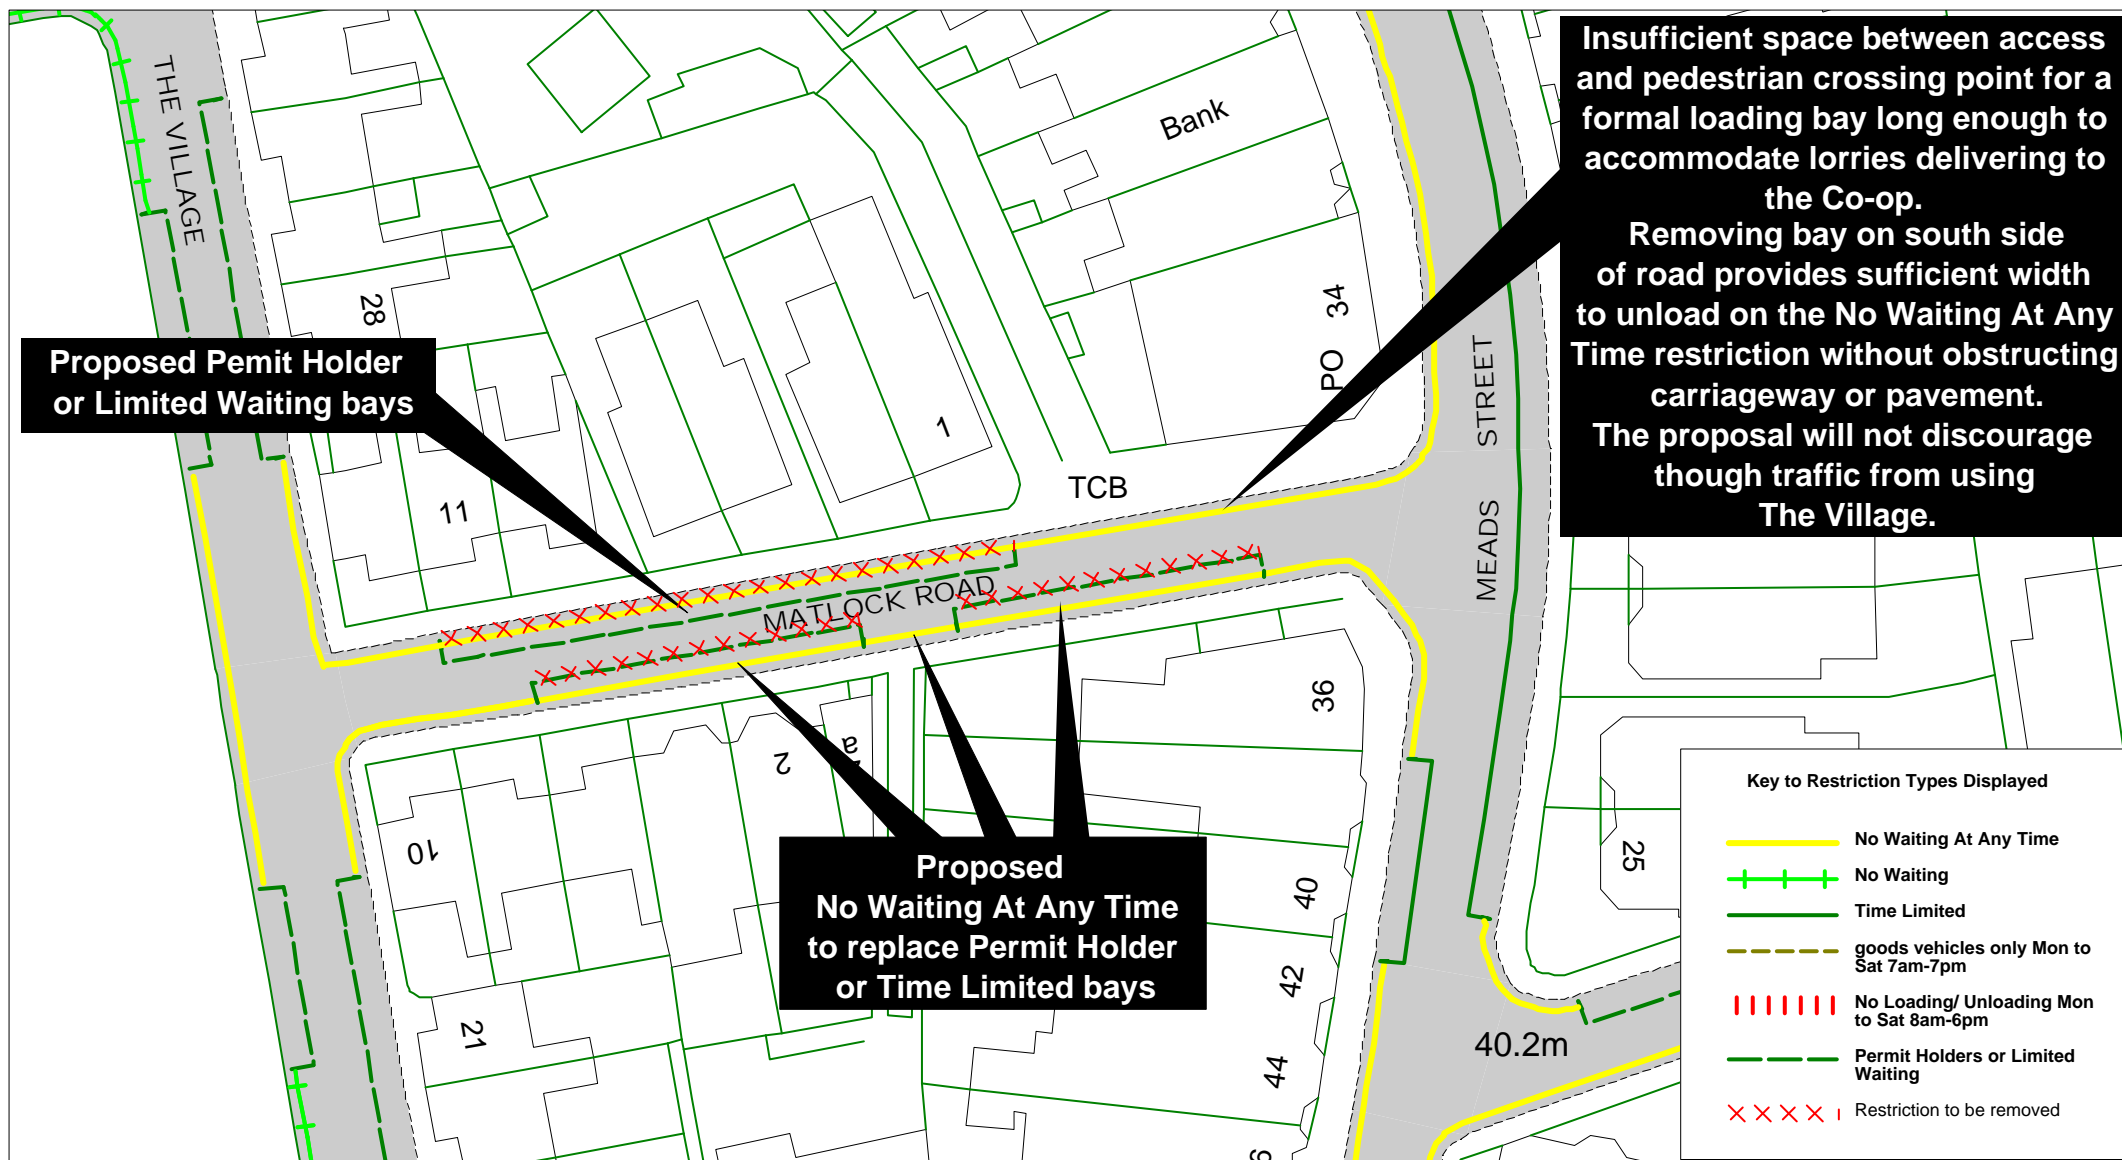 Insufficient space between access
and pedestrian crossing point for a
formal loading bay long enough to
accommodate lorries delivering to
the Co-op.
Removing bay on south side
of road provides sufficient width
to unload on the No Waiting At Any
Time restriction without obstructing
carriageway or pavement.
The proposal will not discourage
though traffic from using
The Village.
THE VILLAGE
Bank
28
34
PO
Proposed Pemit Holder
or Limited Waiting bays
1
11
TCB
MEADS STREET
MATLOCK ROAD
36
2
a
10
25
40
42
44
21
40.2m
Proposed
No Waiting At Any Time
to replace Permit Holder
or Time Limited bays
Key to Restriction Types Displayed
No Waiting At Any Time
No Waiting
Time Limited
goods vehicles only Mon to
Sat 7am-7pm
No Loading/ Unloading Mon
to Sat 8am-6pm
Permit Holders or Limited
Waiting
Restriction to be removed